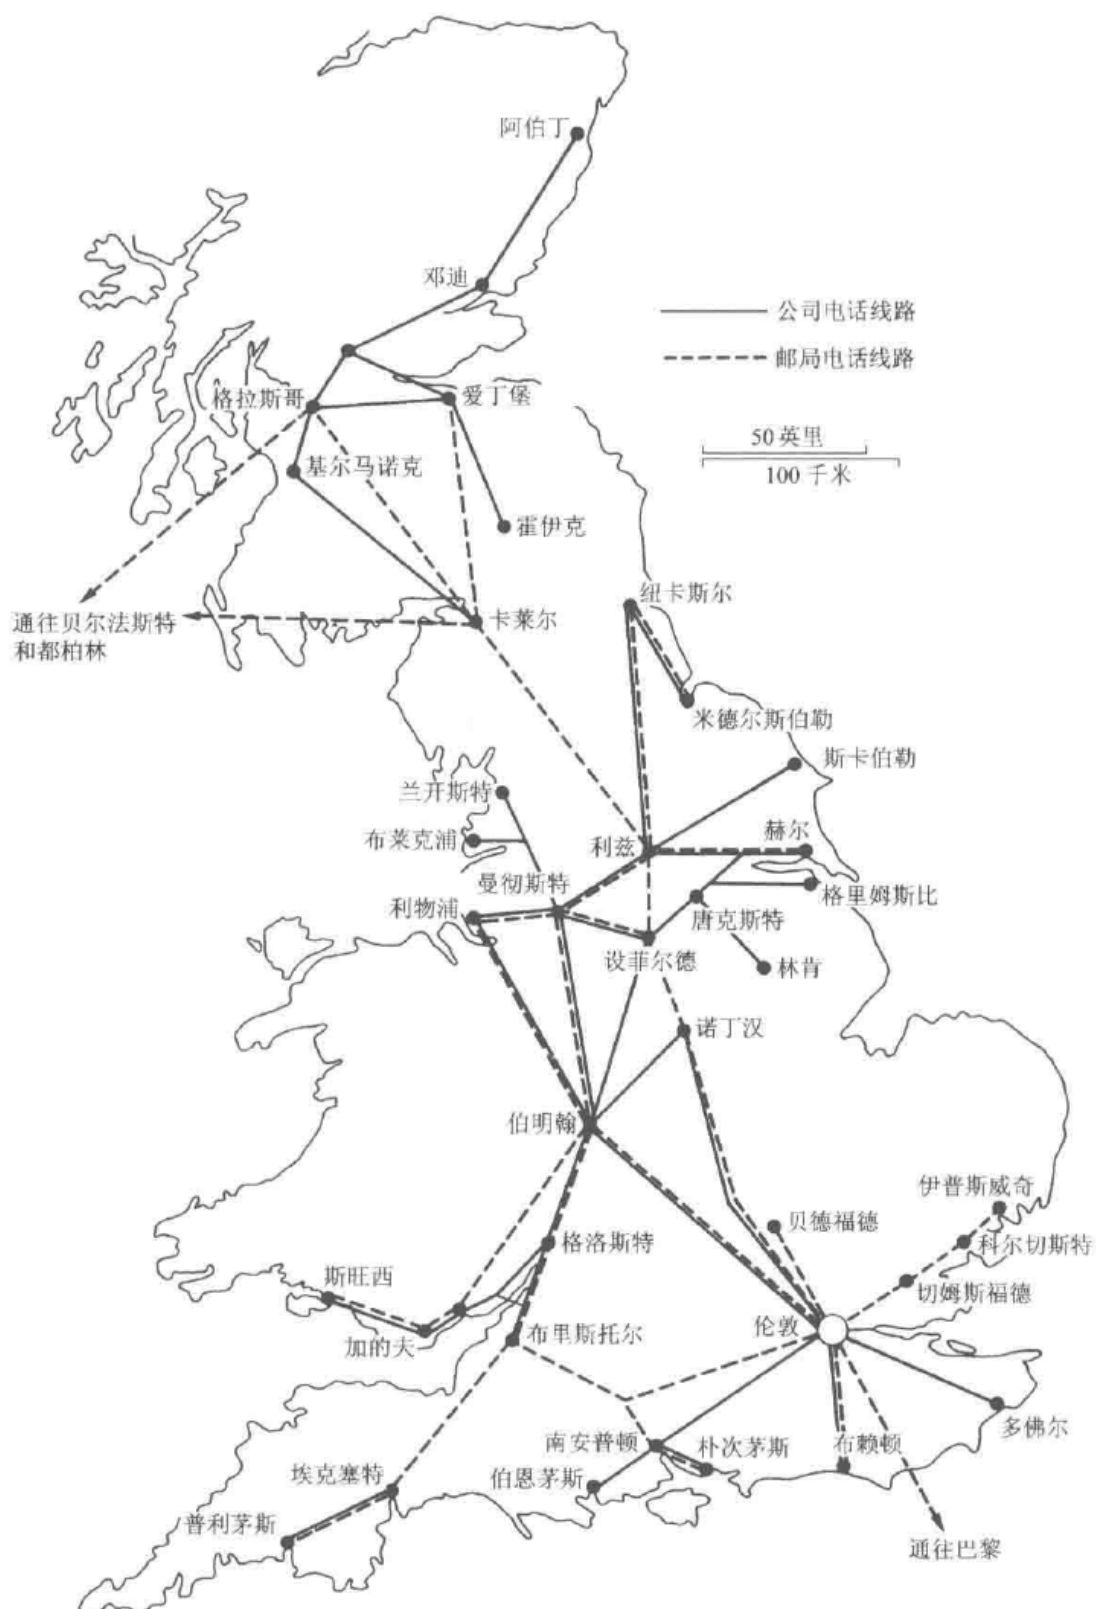 阿伯丁
邓迪
公司电话线路
邮局电话线路
格拉斯哥
爱丁堡
50英里
100千米
基尔马诺克
霍伊克
纽卡斯尔
通往贝尔法斯特
和都柏林
卡莱尔
米德尔斯伯勒
斯卡伯勒
兰开斯特
布莱克浦
利兹
赫尔
曼彻斯特
格里姆斯比
利物浦
唐克斯特
设菲尔德
林肯
诺丁汉
伯明翰
伊普斯威奇
贝德福德
科尔切斯特
格洛斯特
斯旺西
切姆斯福德
加的夫
布里斯托尔
伦敦
多佛尔
南安普顿
朴次茅斯
布赖顿
埃克塞特
伯恩茅斯
普利茅斯
通往巴黎